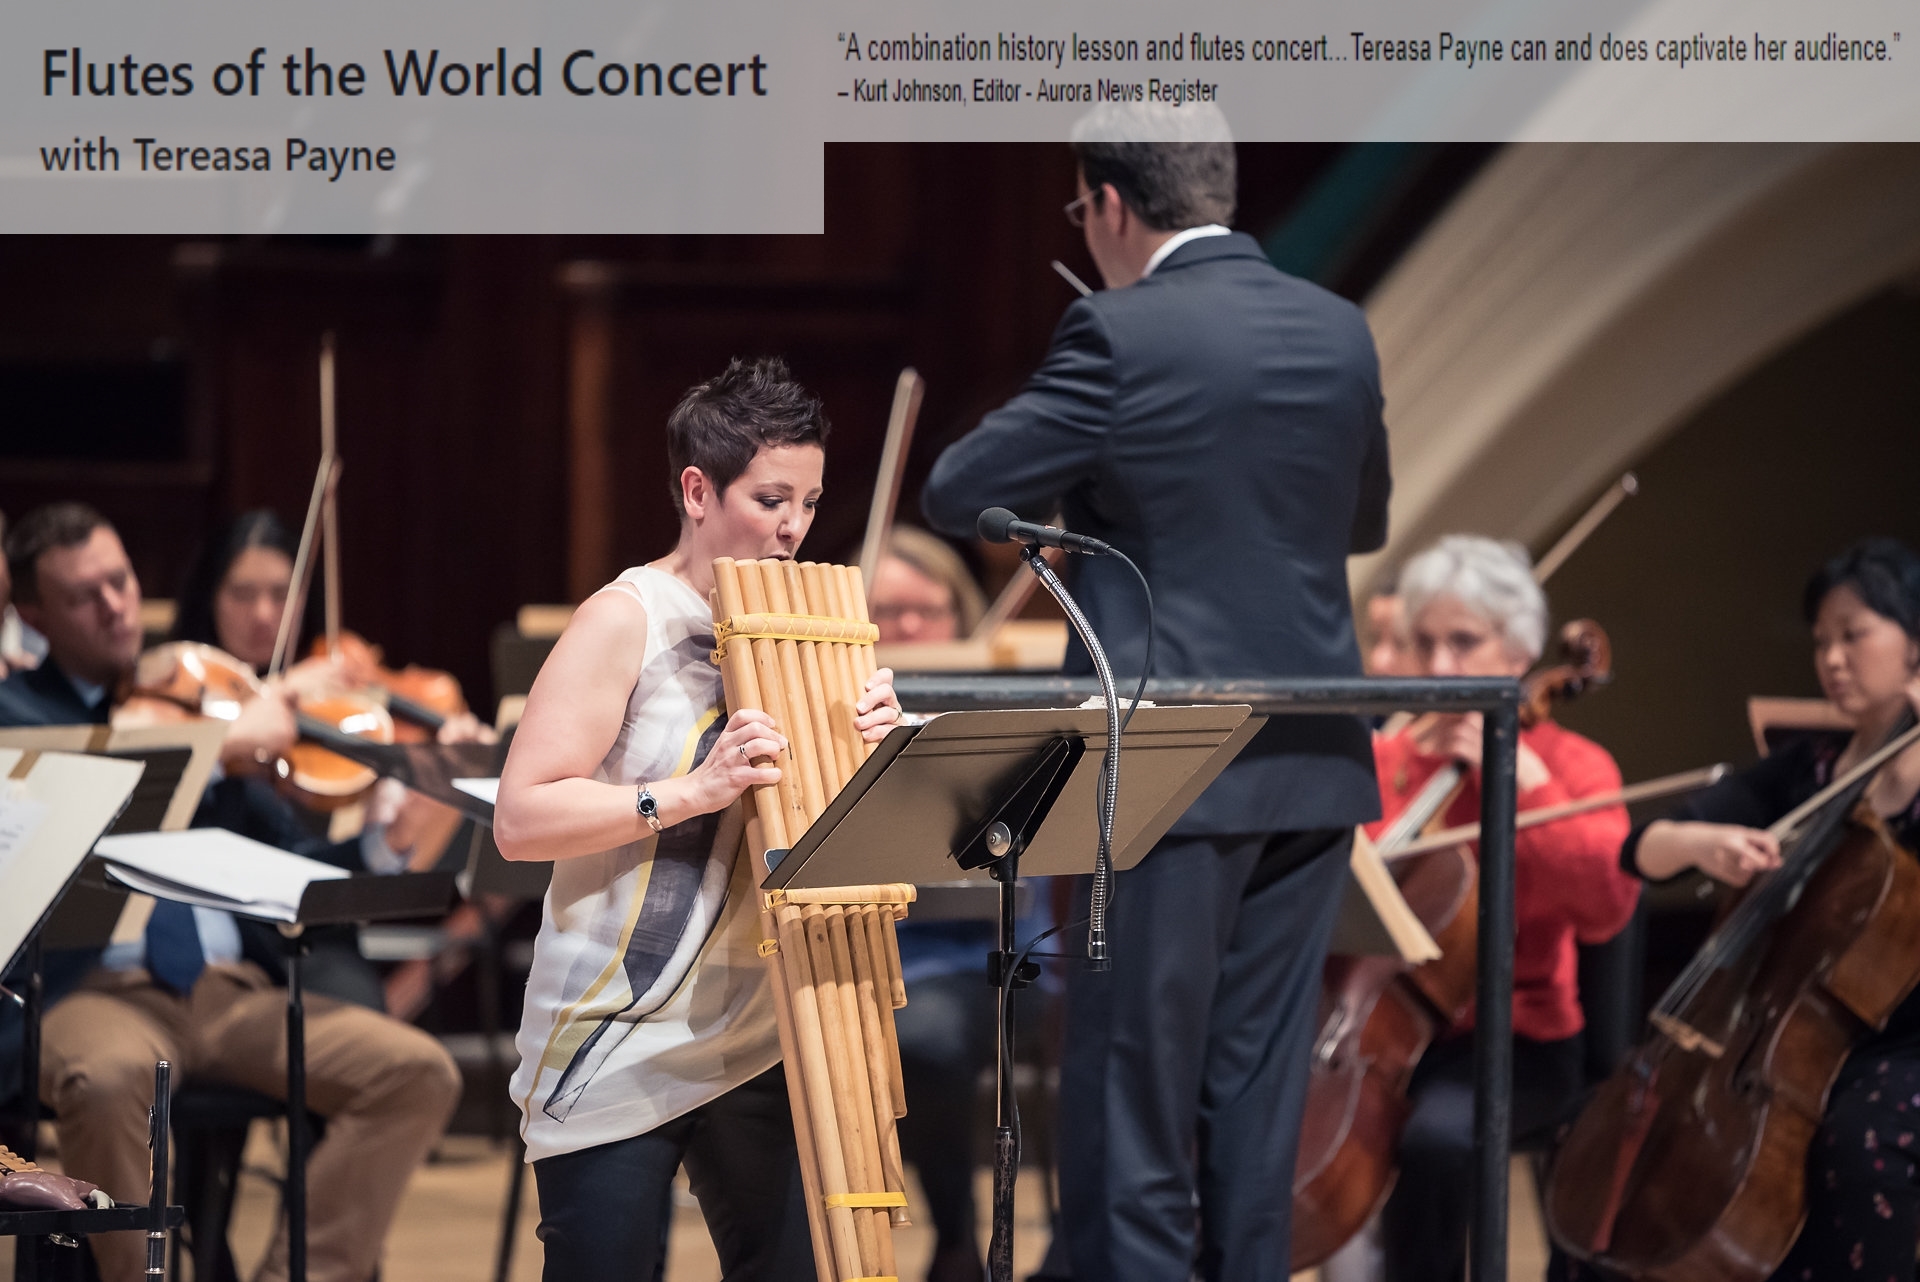 Flutes of the World Concert
with Tereasa Payne
“A combination history lesson and flutes concert... Tereasa Payne can and does captivate her audience.”
– Kurt Johnson, Editor - Aurora News Register